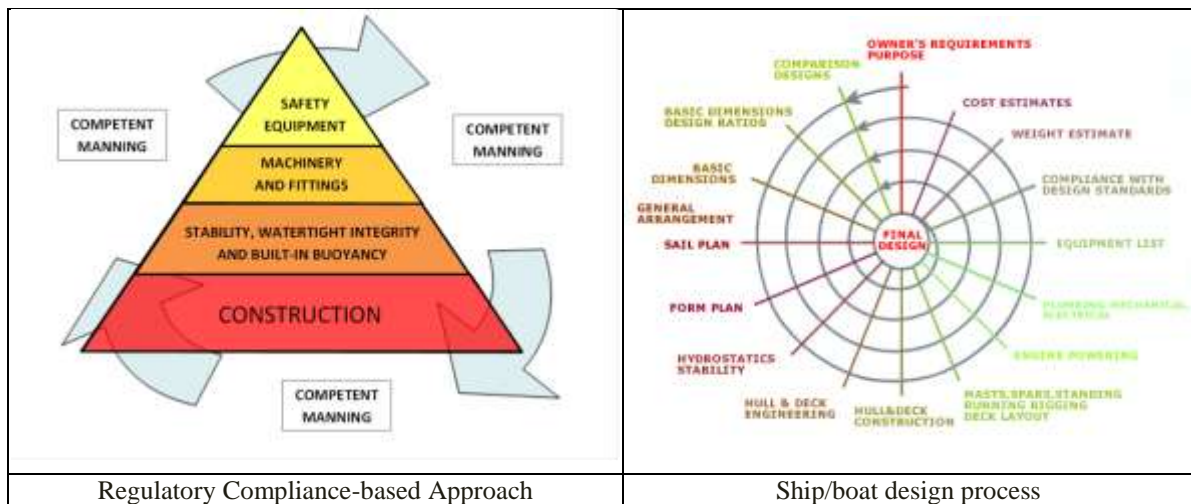 SAFETY
EQUIPMENT
MACHINERY
AND FITTINGS
STABILITY, WATERTIGHT INTEGRITY
AND BUILT-IN BUOYANCY
CONSTRUCTION
COMPETENT
MANNING
COMPETENT
MANNING
COMPETENT
MANNING
OWNER'S REQUIREMENTS
PURPOSE
COMPARISON
DESIGNS
COST ESTIMATES
BASIC DIMENSIONS
DESIGN RATIOS
WEIGHT ESTIMATE
BASIC
DIMENSIONS
COMPLIANCE WITH
DESIGN STANDARDS
GENERAL
ARRANGEMENT
SAIL PLAN
FINAL
DESIGN
EQUIPMENT LIST
FORM PLAN
PLUMBING MECHANICAL
ELECTRICAL
HYDROSTATICS
STABILITY
ENGINE POWERING
HULL & DECK
ENGINEERING
HULL&DECK
CONSTRUCTION
MASTS,SPARS,STANDING
RUNNING RIGGING
DECK LAYOUT
Regulatory Compliance-based Approach
Ship/boat design process